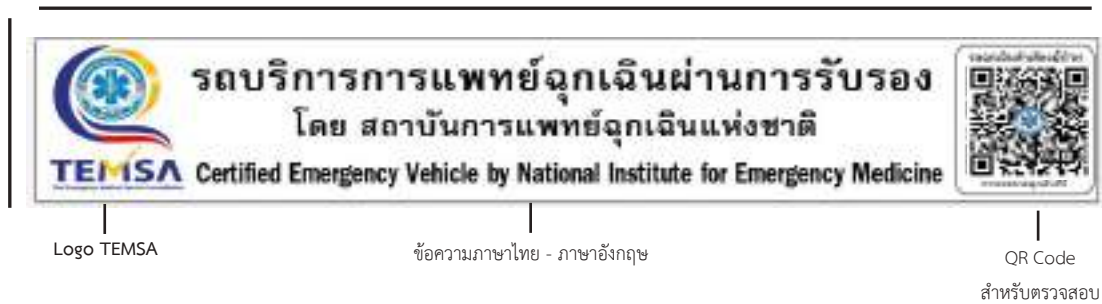 รถบริการการแพทย์ฉุกเฉินผ่านการรับรอง
โดย สถาบันการแพทย์ฉุกเฉินแห่งชาติ
TEMSA
Certified Emergency Vehicle by National Institute for Emergency Medicine
Logo TEMSA
ข้อความภาษาไทย - ภาษาอังกฤษ
QR Code
สำหรับตรวจสอบ